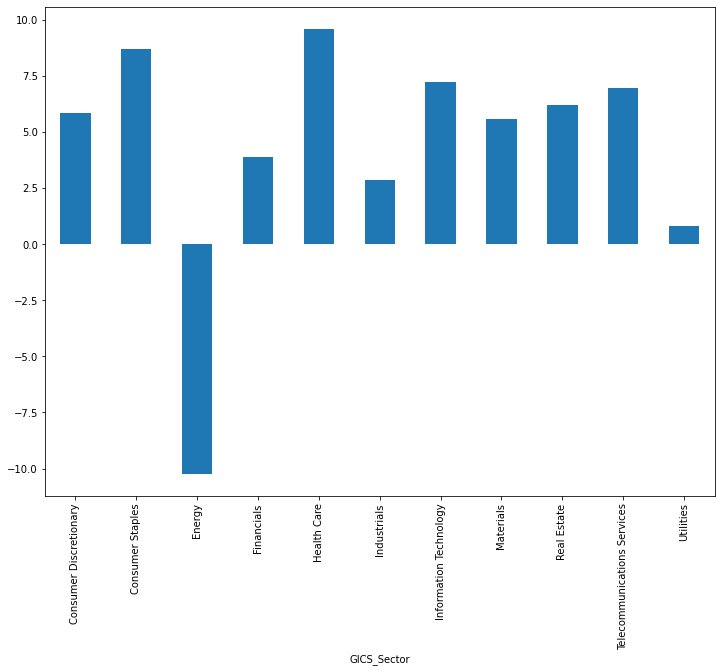 10.0
7.5
5.0
2.5
0.0
−2.5
−5.0
−7.5
−10.0
Consumer Discretionary
Consumer Staples
Energy
Financials
Health Care
Industrials
Information Technology
Materials
Real Estate
Telecommunications Services
Utilities
GICS_Sector